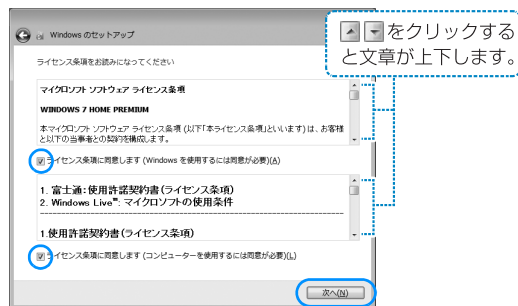 Windows のセットアップ
ライセンス条項をお読みになってください
マイクロソフト ソフトウェア ライセンス条項
WINDOWS 7 HOME PREMIUM
本マイクロソフト ソフトウェア ライセンス条項 (以下「本ライセンス条項」といいます) は、お客様
と以下の当事者との契約を構成します。
ライセンス条項に同意します (Windows を使用するには同意が必要)(A)
1. 富士通:使用許諾契約書(ライセンス条項)
2. Windows Live™: マイクロソフトの使用条件
1.使用許諾契約書(ライセンス条項)
ライセンス条項に同意します (コンピューターを使用するには同意が必要)(L)
次へ(N)
をクリックする
と文章が上下します。